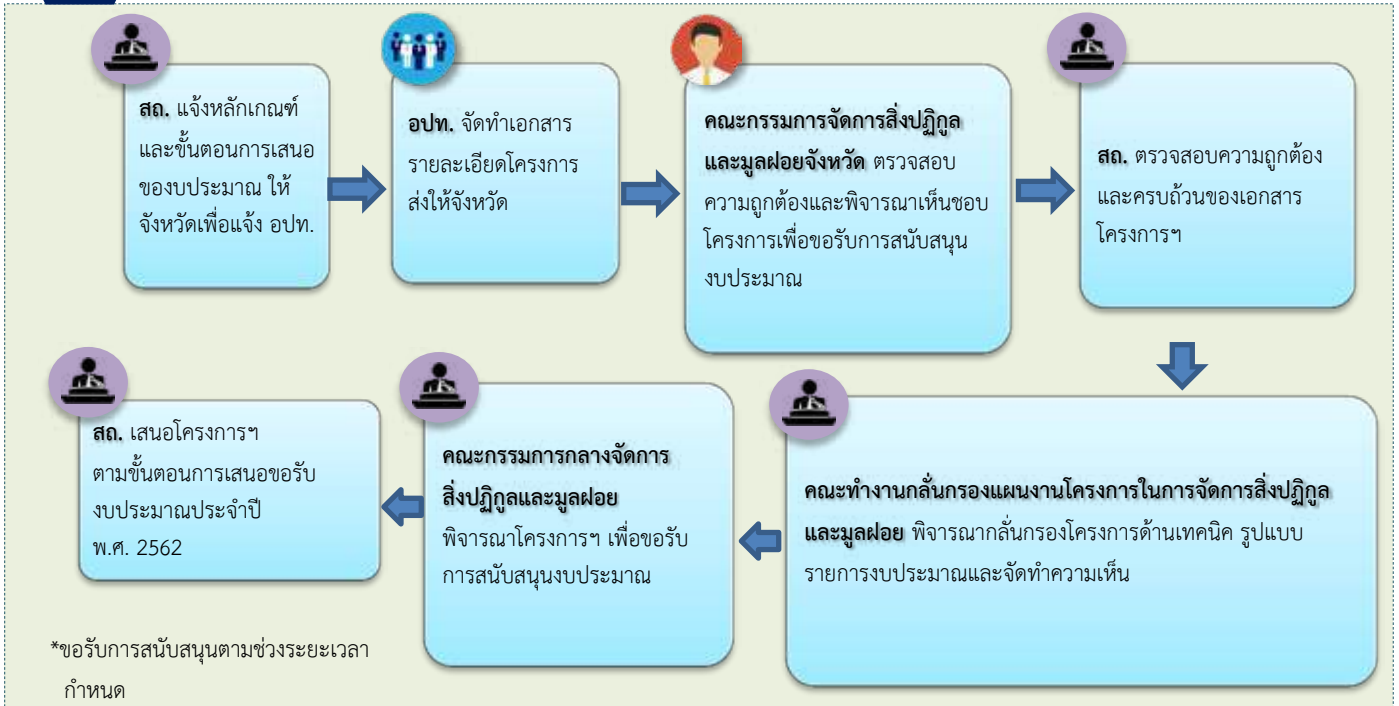 สถ. แจ้งหลักเกณฑ์
และขั้นตอนการเสนอ
ของบประมาณ ให้
จังหวัดเพื่อแจ้ง อปท.
อปท. จัดทำเอกสาร
รายละเอียดโครงการ
ส่งให้จังหวัด
คณะกรรมการจัดการสิ่งปฏิกูล
และมูลฝอยจังหวัด ตรวจสอบ
ความถูกต้องและพิจารณาเห็นชอบ
โครงการเพื่อขอรับการสนับสนุน
งบประมาณ
สถ. ตรวจสอบความถูกต้อง
และครบถ้วนของเอกสาร
โครงการฯ
คณะทำงานกลั่นกรองแผนงานโครงการในการจัดการสิ่งปฏิกูล
และมูลฝอย พิจารณากลั่นกรองโครงการด้านเทคนิค รูปแบบ
รายการงบประมาณและจัดทำความเห็น
คณะกรรมการกลางจัดการ
สิ่งปฏิกูลและมูลฝอย
พิจารณาโครงการฯ เพื่อขอรับ
การสนับสนุนงบประมาณ
สถ. เสนอโครงการฯ
ตามขั้นตอนการเสนอขอรับ
งบประมาณประจำปี
พ.ศ. 2562
*ขอรับการสนับสนุนตามช่วงระยะเวลา
กำหนด